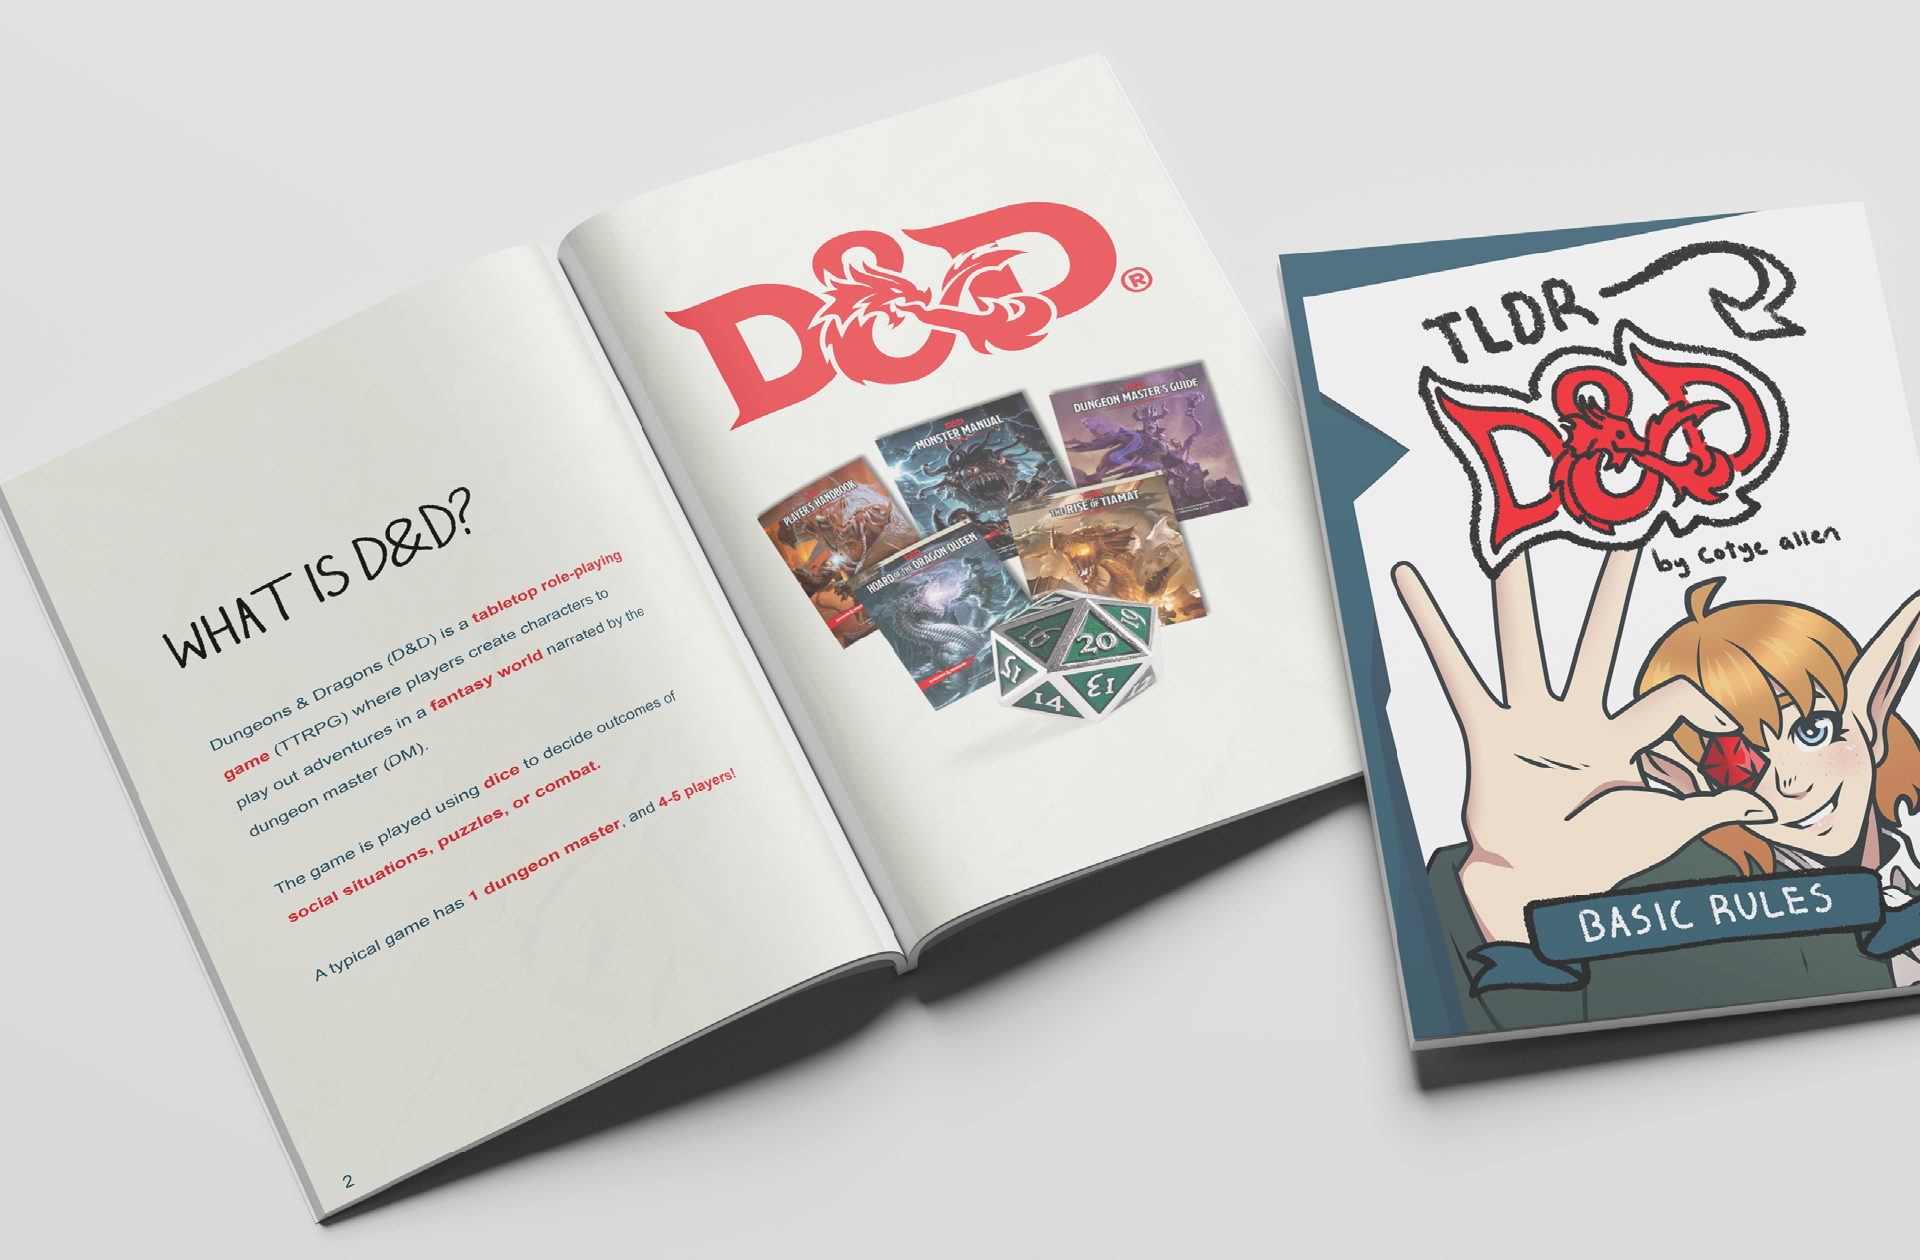 WHAT IS D&D?
Dungeons & Dragons (D&D) is a tabletop role-playing
game (TTRPG) where players create characters to
play out adventures in a fantasy world narrated by the
dungeon master (DM).
The game is played using dice to decide outcomes of
social situations, puzzles, or combat.
A typical game has 1 dungeon master, and 4-5 players!
2
D&D®
PLAYER'S HANDBOOK
D&D
MONSTER MANUAL
D&D
DUNGEON MASTER'S GUIDE
D&D
HOARD OF THE DRAGON QUEEN
THE RISE OF TIAMAT
20
19
13
14
TLDR
D&D
by Cotye allen
BASIC RULES